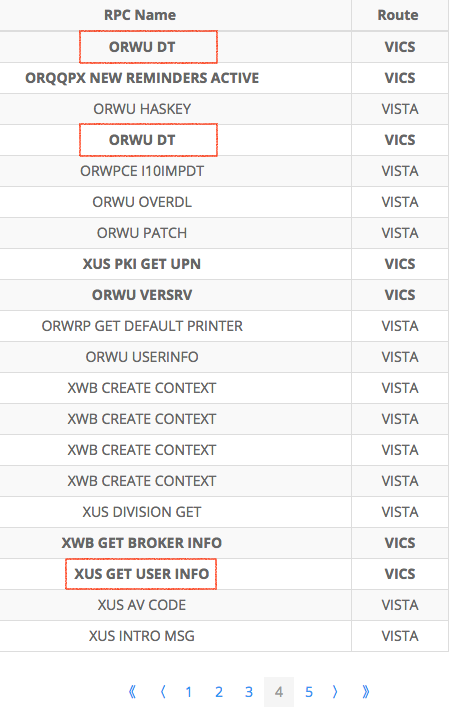 RPC Name Route
ORWU DT VICS
ORQQPX NEW REMINDERS ACTIVE VICS
ORWU HASKEY VISTA
ORWU DT VICS
ORWPCE I10IMPDT VISTA
ORWU OVERDL VISTA
ORWU PATCH VISTA
XUS PKI GET UPN VICS
ORWU VERSRV VICS
ORWRP GET DEFAULT PRINTER VISTA
ORWU USERINFO VISTA
XWB CREATE CONTEXT VISTA
XWB CREATE CONTEXT VISTA
XWB CREATE CONTEXT VISTA
XWB CREATE CONTEXT VISTA
XUS DIVISION GET VISTA
XWB GET BROKER INFO VICS
XUS GET USER INFO VICS
XUS AV CODE VISTA
XUS INTRO MSG VISTA
《 〈 1 2 3 4 5 〉 》